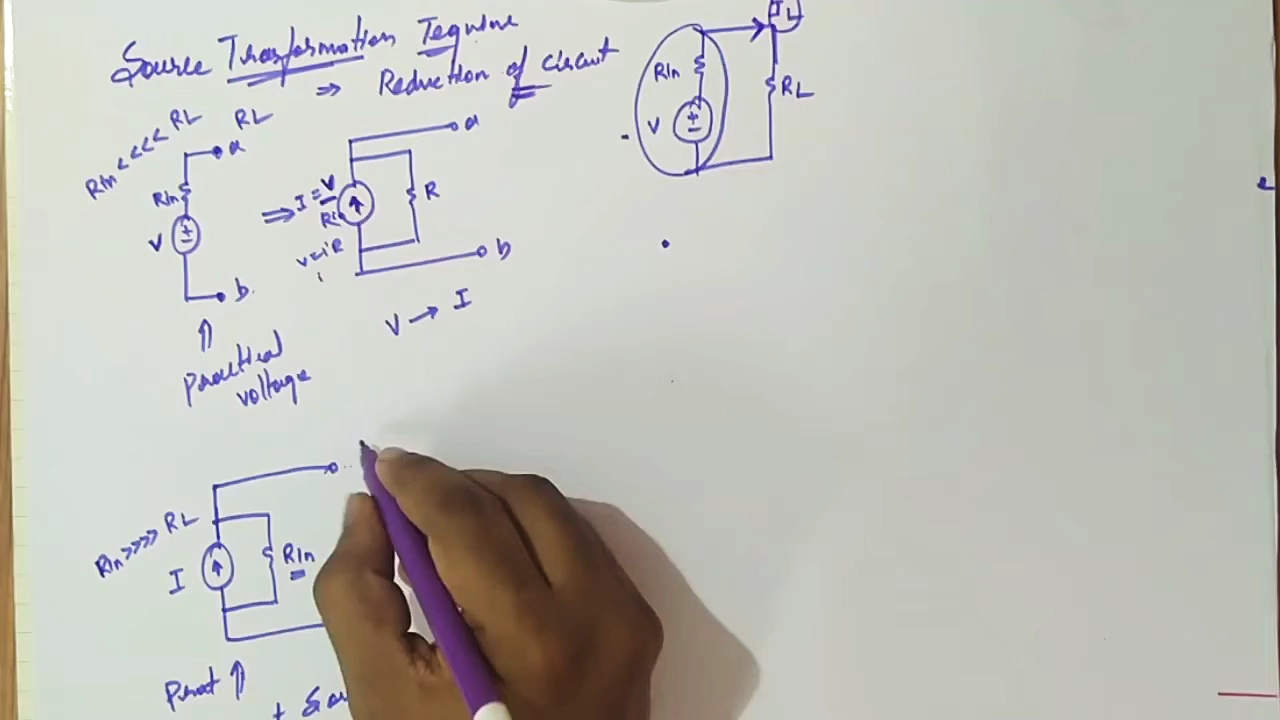 Source Transformation Tequine
⇒ Reduction of circuit
Rin <<<< RL
RL
a
Rin
V
b.
⇒ I = V
Rin
V=iR
i
R
a
b
V → I
Practical
voltage
IL
Rin
V
RL
Rin >>>> RL
I
Rin
Pract